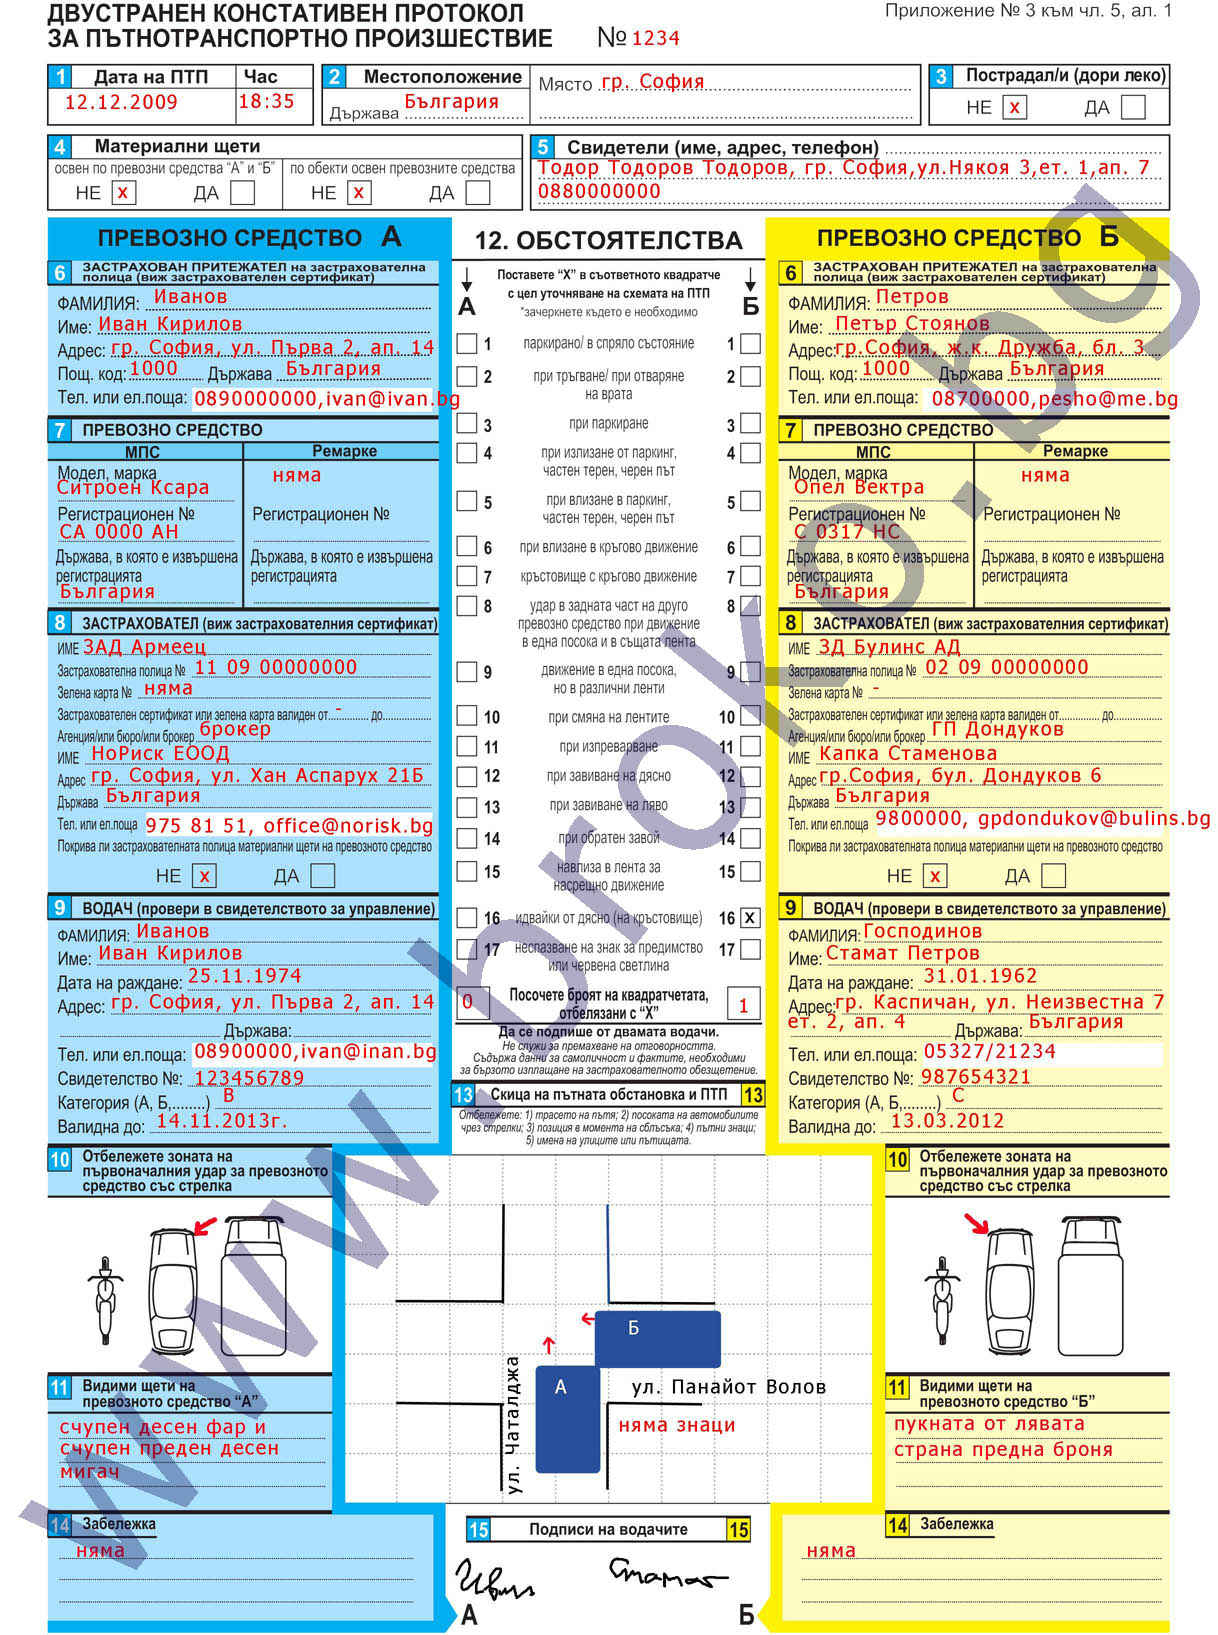 ДВУСТРАНЕН КОНСТАТИВЕН ПРОТОКОЛ
ЗА ПЪТНОТРАНСПОРТНО ПРОИЗШЕСТВИЕ № 1234
Приложение № 3 към чл. 5, ал. 1
1 Дата на ПТП Час
12.12.2009 18:35
2 Местоположение
Държава България
Място гр. София
3 Пострадал/и (дори леко)
НЕ x ДА
4 Материални щети
освен по превозни средства "А" и "Б" по обекти освен превозните средства
НЕ x ДА НЕ x ДА
5 Свидетели (име, адрес, телефон)
Тодор Тодоров Тодоров, гр. София,ул.Някоя 3,ет. 1,ап. 7
0880000000
ПРЕВОЗНО СРЕДСТВО А
6 ЗАСТРАХОВАН ПРИТЕЖАТЕЛ на застрахователна
полица (виж застрахователен сертификат)
ФАМИЛИЯ: Иванов
Име: Иван Кирилов
Адрес: гр. София, ул. Първа 2, ап. 14
Пощ. код: 1000 Държава България
Тел. или ел.поща: 0890000000,ivan@ivan.bg
7 ПРЕВОЗНО СРЕДСТВО
МПС Ремарке
Модел, марка няма
Ситроен Ксара
Регистрационен № Регистрационен №
СА 0000 АН
Държава, в която е извършена Държава, в която е извършена
регистрацията регистрацията
България
8 ЗАСТРАХОВАТЕЛ (виж застрахователния сертификат)
ИМЕ ЗАД Армеец
Застрахователна полица № 11 09 00000000
Зелена карта № няма
Застрахователен сертификат или зелена карта валиден от - до
Агенция/или бюро/или брокер брокер
ИМЕ НоРиск ЕООД
Адрес гр. София, ул. Хан Аспарух 21Б
Държава България
Тел. или ел.поща 975 81 51, office@norisk.bg
Покрива ли застрахователната полица материални щети на превозното средство
НЕ x ДА
9 ВОДАЧ (провери в свидетелството за управление)
ФАМИЛИЯ: Иванов
Име: Иван Кирилов
Дата на раждане: 25.11.1974
Адрес: гр. София, ул. Първа 2, ап. 14
Държава:
Тел. или ел.поща: 08900000,ivan@inan.bg
Свидетелство №: 123456789
Категория (А, Б,........) В
Валидна до: 14.11.2013г.
10 Отбележете зоната на
първоначалния удар за превозното
средство със стрелка
11 Видими щети на
превозното средство "А"
счупен десен фар и
счупен преден десен
мигач
14 Забележка
няма
12. ОБСТОЯТЕЛСТВА
Поставете "Х" в съответното квадратче
с цел уточняване на схемата на ПТП
*зачеркнете където е необходимо
А Б
1 паркирано/ в спряло състояние 1
2 при тръгване/ при отваряне 2
на врата
3 при паркиране 3
4 при излизане от паркинг, 4
частен терен, черен път
5 при влизане в паркинг, 5
частен терен, черен път
6 при влизане в кръгово движение 6
7 кръстовище с кръгово движение 7
8 удар в задната част на друго 8
превозно средство при движение
в една посока и в същата лента
9 движение в една посока, 9
но в различни ленти
10 при смяна на лентите 10
11 при изпреварване 11
12 при завиване на дясно 12
13 при завиване на ляво 13
14 при обратен завой 14
15 навлиза в лента за 15
насрещно движение
16 идвайки от дясно (на кръстовище) 16 X
17 неспазване на знак за предимство 17
или червена светлина
0 Посочете броят на квадратчетата, 1
отбелязани с "Х"
Да се подпише от двамата водачи.
Не служи за премахване на отговорността.
Съдържа данни за самоличност и фактите, необходими
за бързото изплащане на застрахователното обезщетение.
13 Скица на пътната обстановка и ПТП 13
Отбележете: 1) трасето на пътя; 2) посоката на автомобилите
чрез стрелки; 3) позиция в момента на сблъсъка; 4) пътни знаци;
5) имена на улиците или пътищата.
Б
А
ул. Панайот Волов
няма знаци
ул. Чаталджа
15 Подписи на водачите 15
Стамат
А Б
ПРЕВОЗНО СРЕДСТВО Б
6 ЗАСТРАХОВАН ПРИТЕЖАТЕЛ на застрахователна
полица (виж застрахователен сертификат)
ФАМИЛИЯ: Петров
Име: Петър Стоянов
Адрес:гр.София, ж.к. Дружба, бл. 3
Пощ. код: 1000 Държава България
Тел. или ел.поща: 08700000,pesho@me.bg
7 ПРЕВОЗНО СРЕДСТВО
МПС Ремарке
Модел, марка няма
Опел Вектра
Регистрационен № Регистрационен №
С 0317 НС
Държава, в която е извършена Държава, в която е извършена
регистрацията регистрацията
България
8 ЗАСТРАХОВАТЕЛ (виж застрахователния сертификат)
ИМЕ ЗД Булинс АД
Застрахователна полица № 02 09 00000000
Зелена карта № -
Застрахователен сертификат или зелена карта валиден от до
Агенция/или бюро/или брокер ГП Дондуков
ИМЕ Капка Стаменова
Адрес гр.София, бул. Дондуков 6
Държава България
Тел. или ел.поща 9800000, gpdondukov@bulins.bg
Покрива ли застрахователната полица материални щети на превозното средство
НЕ x ДА
9 ВОДАЧ (провери в свидетелството за управление)
ФАМИЛИЯ: Господинов
Име: Стамат Петров
Дата на раждане: 31.01.1962
Адрес:гр. Каспичан, ул. Неизвестна 7
ет. 2, ап. 4 Държава: България
Тел. или ел.поща: 05327/21234
Свидетелство №: 987654321
Категория (А, Б,........) С
Валидна до: 13.03.2012
10 Отбележете зоната на
първоначалния удар за превозното
средство със стрелка
11 Видими щети на
превозното средство "Б"
пукната от лявата
страна предна броня
14 Забележка
няма
www.broko.bg